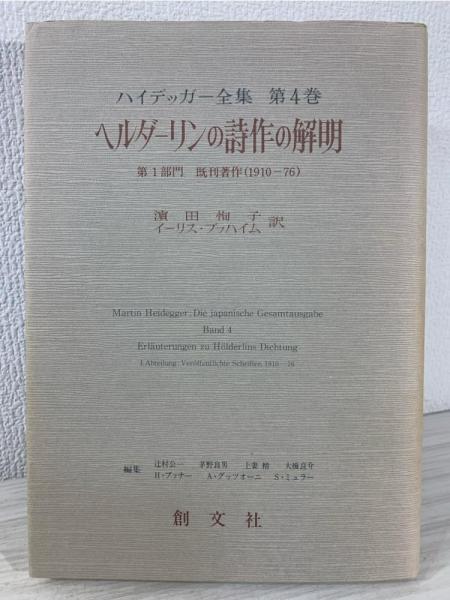 ハイデッガー全集 第4巻
ヘルダーリンの詩作の解明
第1部門 既刊著作(1910-76)
濵田恂子
イーリス・ブッハイム 訳
Martin Heidegger: Die japanische Gesamtausgabe
Band 4
Erläuterungen zu Hölderlins Dichtung
I. Abteilung: Veröffentlichte Schriften, 1910-76
編集 辻村公一 茅野良男 上妻精 大橋良介
H・ブァナー A・グッツオーニ S・ミュラー
創文社